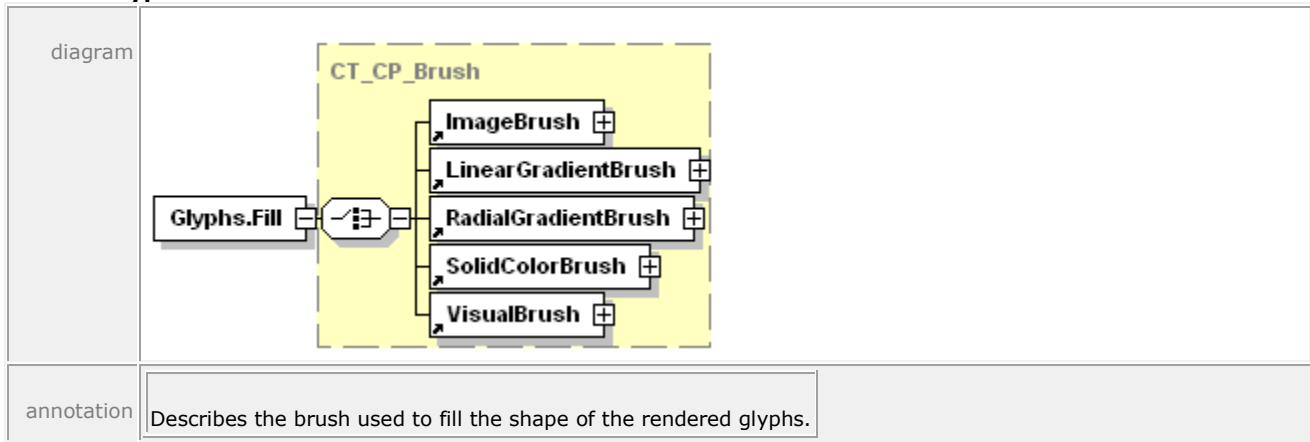 diagram
CT_CP_Brush
ImageBrush
LinearGradientBrush
Glyphs.Fill
RadialGradientBrush
SolidColorBrush
VisualBrush
annotation
Describes the brush used to fill the shape of the rendered glyphs.